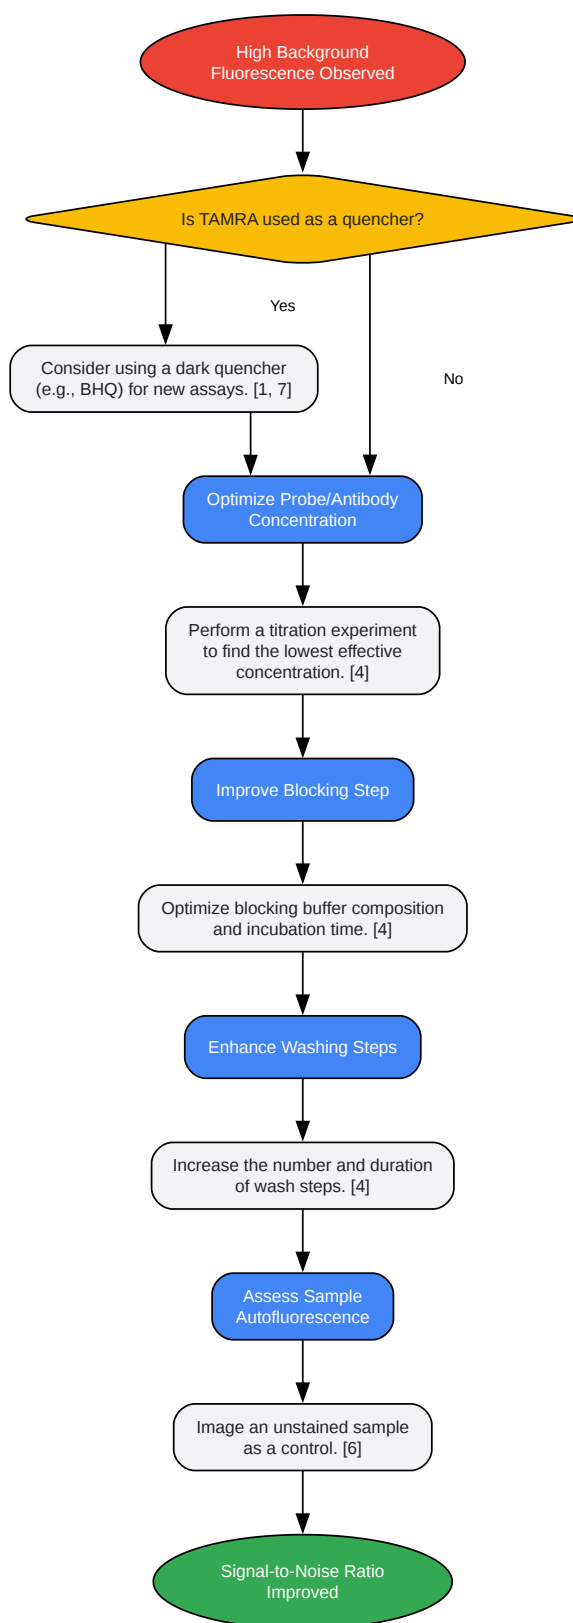 High Background
Fluorescence Observed
Is TAMRA used as a quencher?
Yes
Consider using a dark quencher
(e.g., BHQ) for new assays. [1, 7]
No
Optimize Probe/Antibody
Concentration
Perform a titration experiment
to find the lowest effective
concentration. [4]
Improve Blocking Step
Optimize blocking buffer composition
and incubation time. [4]
Enhance Washing Steps
Increase the number and duration
of wash steps. [4]
Assess Sample
Autofluorescence
Image an unstained sample
as a control. [6]
Signal-to-Noise Ratio
Improved